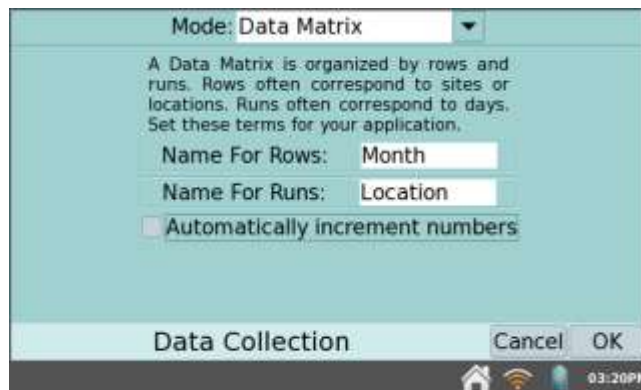 Mode: Data Matrix
A Data Matrix is organized by rows and
runs. Rows often correspond to sites or
locations. Runs often correspond to days.
Set these terms for your application.
Name For Rows: Month
Name For Runs: Location
Automatically increment numbers
Data Collection Cancel OK
03:20P